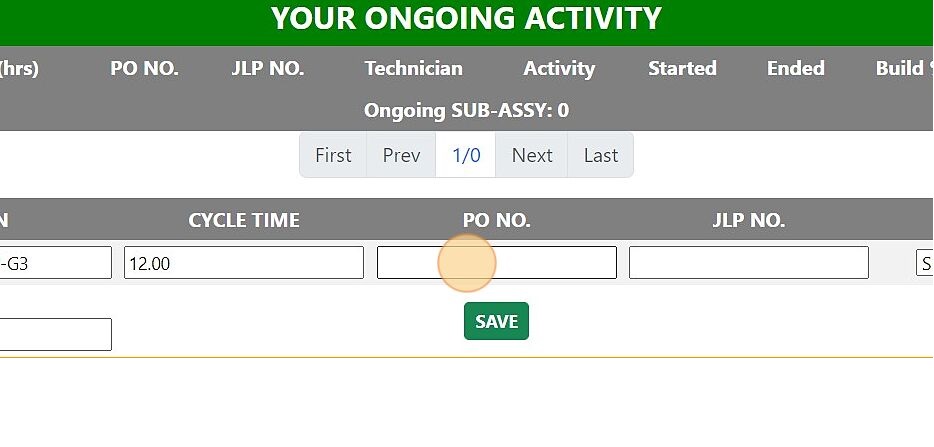 YOUR ONGOING ACTIVITY
(hrs) PO NO. JLP NO. Technician Activity Started Ended Build %
Ongoing SUB-ASSY: 0
First Prev 1/0 Next Last
N CYCLE TIME PO NO. JLP NO.
-G3 12.00 S
SAVE